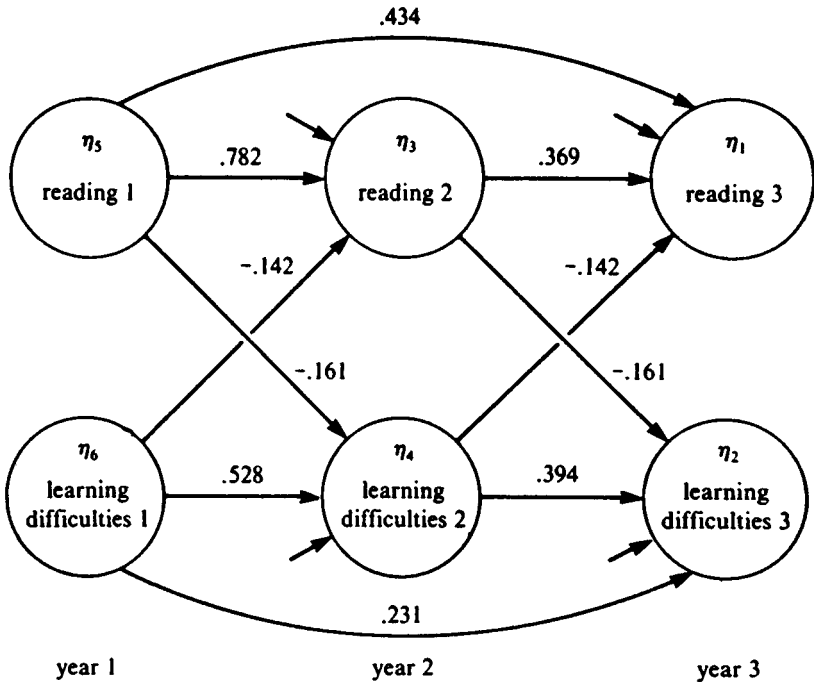 .434
η₅
η₃
η₁
.782
.369
reading 1
reading 2
reading 3
-.142
-.142
-.161
-.161
η₆
η₄
η₂
.528
.394
learning
difficulties 1
learning
difficulties 2
learning
difficulties 3
.231
year 1
year 2
year 3